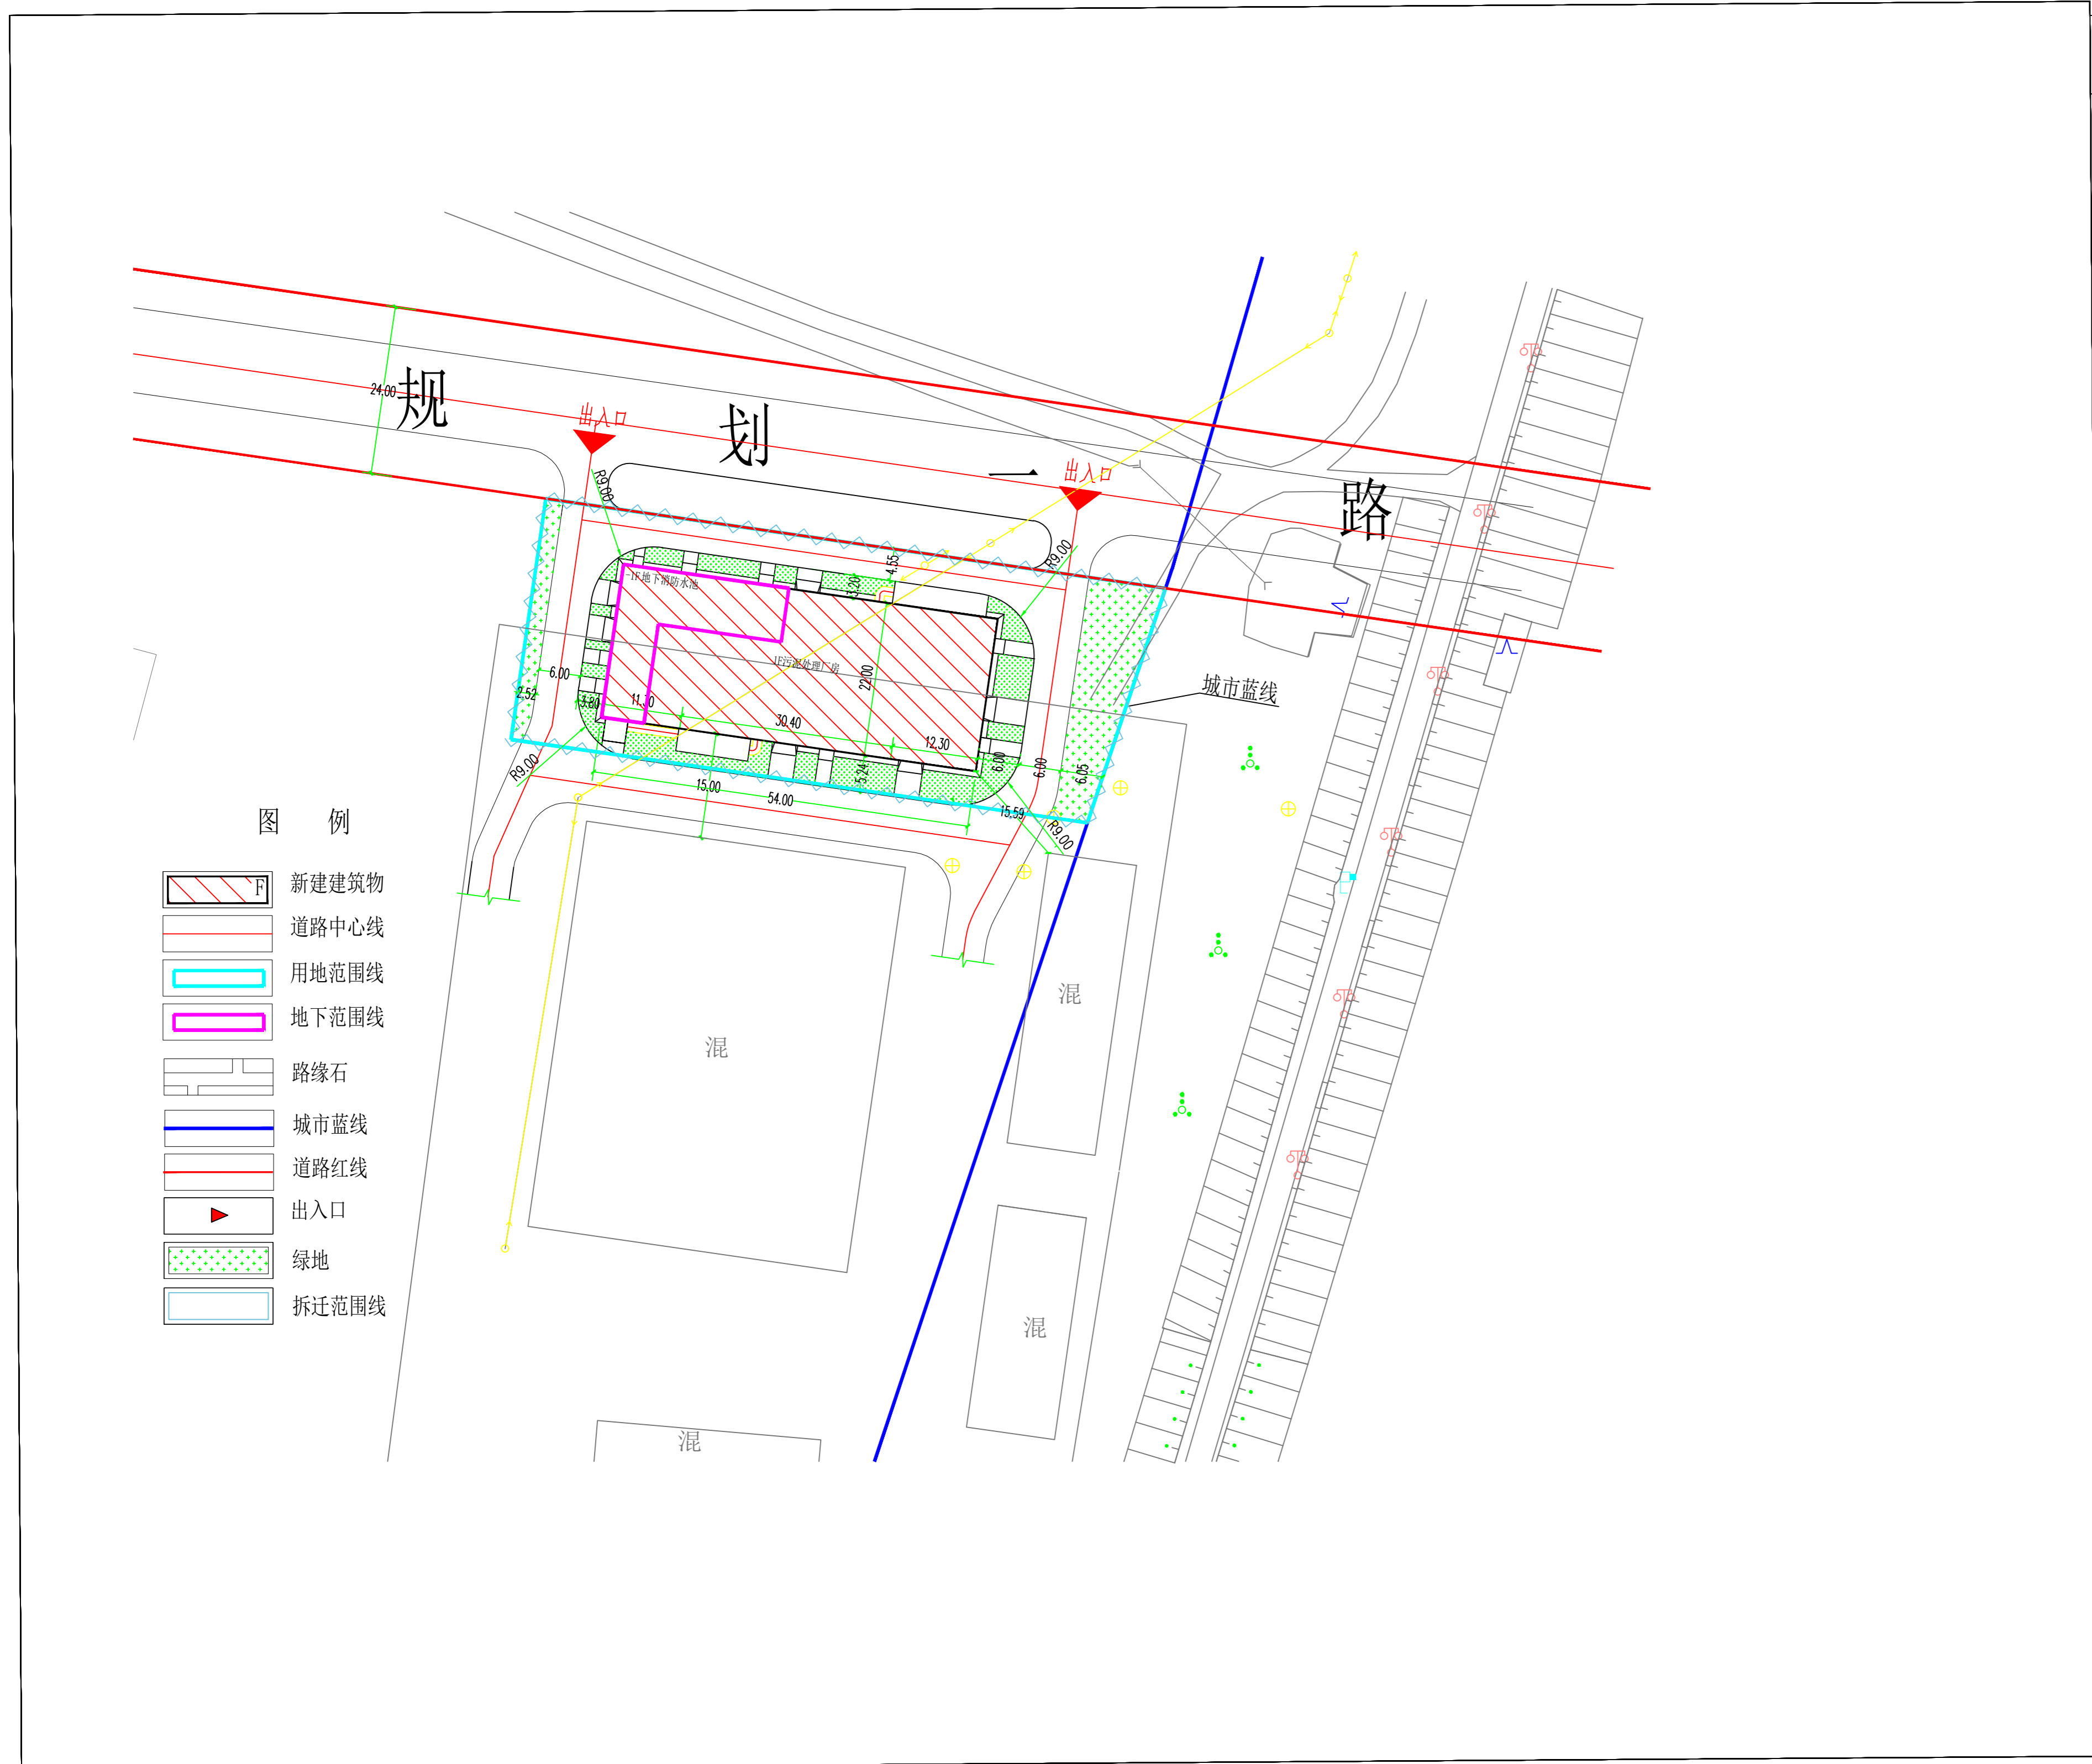 24.00
规 划 一 路
出入口
出入口
R9.00
R9.00
4.55
3.20
-1F地下消防水池
1F污泥处理厂房
22.00
6.00
2.52
3.80
11.30
30.40
12.30
城市蓝线
6.00
6.00
6.05
5.24
R9.00
15.00
54.00
15.59
R9.00
图 例
F 新建建筑物
道路中心线
用地范围线
地下范围线
路缘石
城市蓝线
道路红线
出入口
绿地
拆迁范围线
混
混
混
混